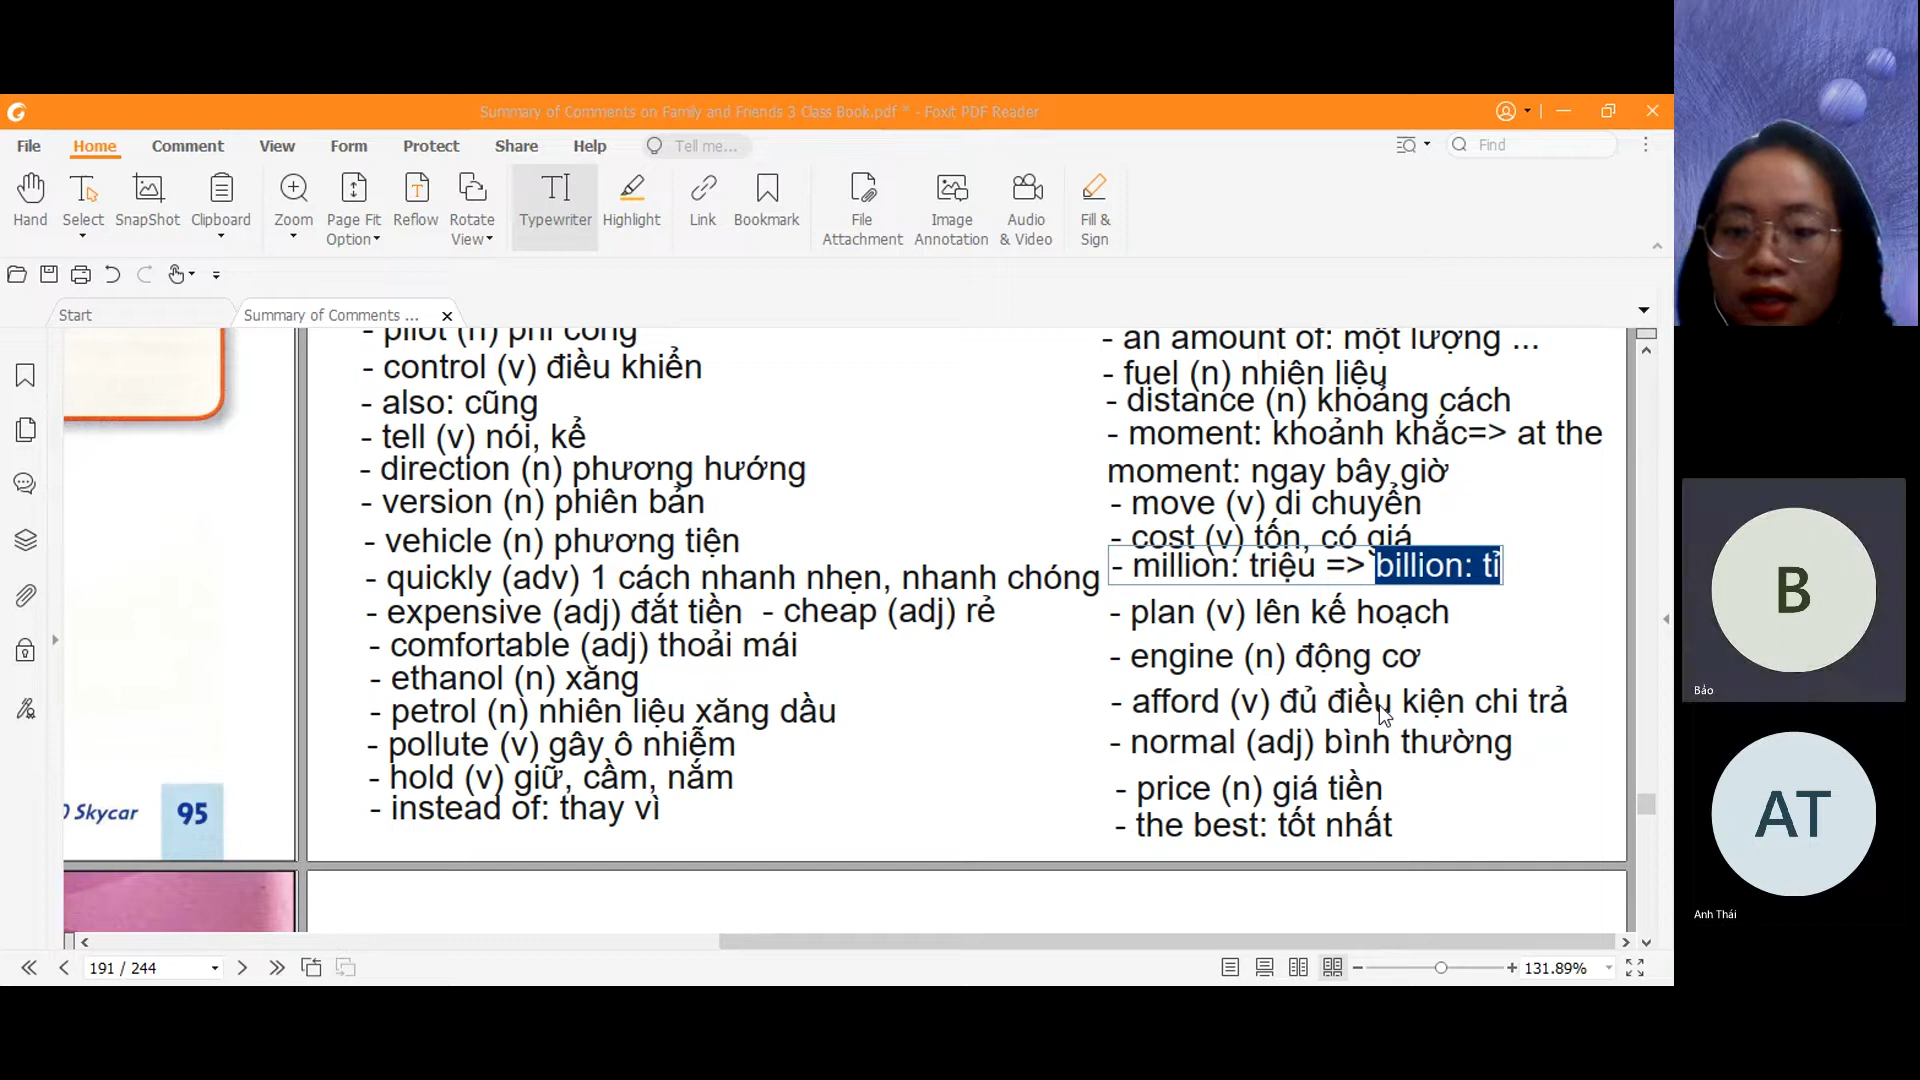 Summary of Comments on Family and Friends 3 Class Book.pdf * - Foxit PDF Reader
File Home Comment View Form Protect Share Help Tell me... Find
Hand Select SnapShot Clipboard Zoom Page Fit Option Reflow Rotate View Typewriter Highlight Link Bookmark File Attachment Image Annotation Audio & Video Fill & Sign
Start Summary of Comments ...
- pilot (n) phi công
- control (v) điều khiển
- also: cũng
- tell (v) nói, kể
- direction (n) phương hướng
- version (n) phiên bản
- vehicle (n) phương tiện
- quickly (adv) 1 cách nhanh nhẹn, nhanh chóng
- expensive (adj) đắt tiền - cheap (adj) rẻ
- comfortable (adj) thoải mái
- ethanol (n) xăng
- petrol (n) nhiên liệu xăng dầu
- pollute (v) gây ô nhiễm
- hold (v) giữ, cầm, nắm
- instead of: thay vì
- an amount of: một lượng ...
- fuel (n) nhiên liệu
- distance (n) khoảng cách
- moment: khoảnh khắc=> at the
moment: ngay bây giờ
- move (v) di chuyển
- cost (v) tốn, có giá
- million: triệu => billion: tỉ
- plan (v) lên kế hoạch
- engine (n) động cơ
- afford (v) đủ điều kiện chi trả
- normal (adj) bình thường
- price (n) giá tiền
- the best: tốt nhất
Skycar 95
191 / 244
131.89%
B
Bảo
AT
Anh Thái